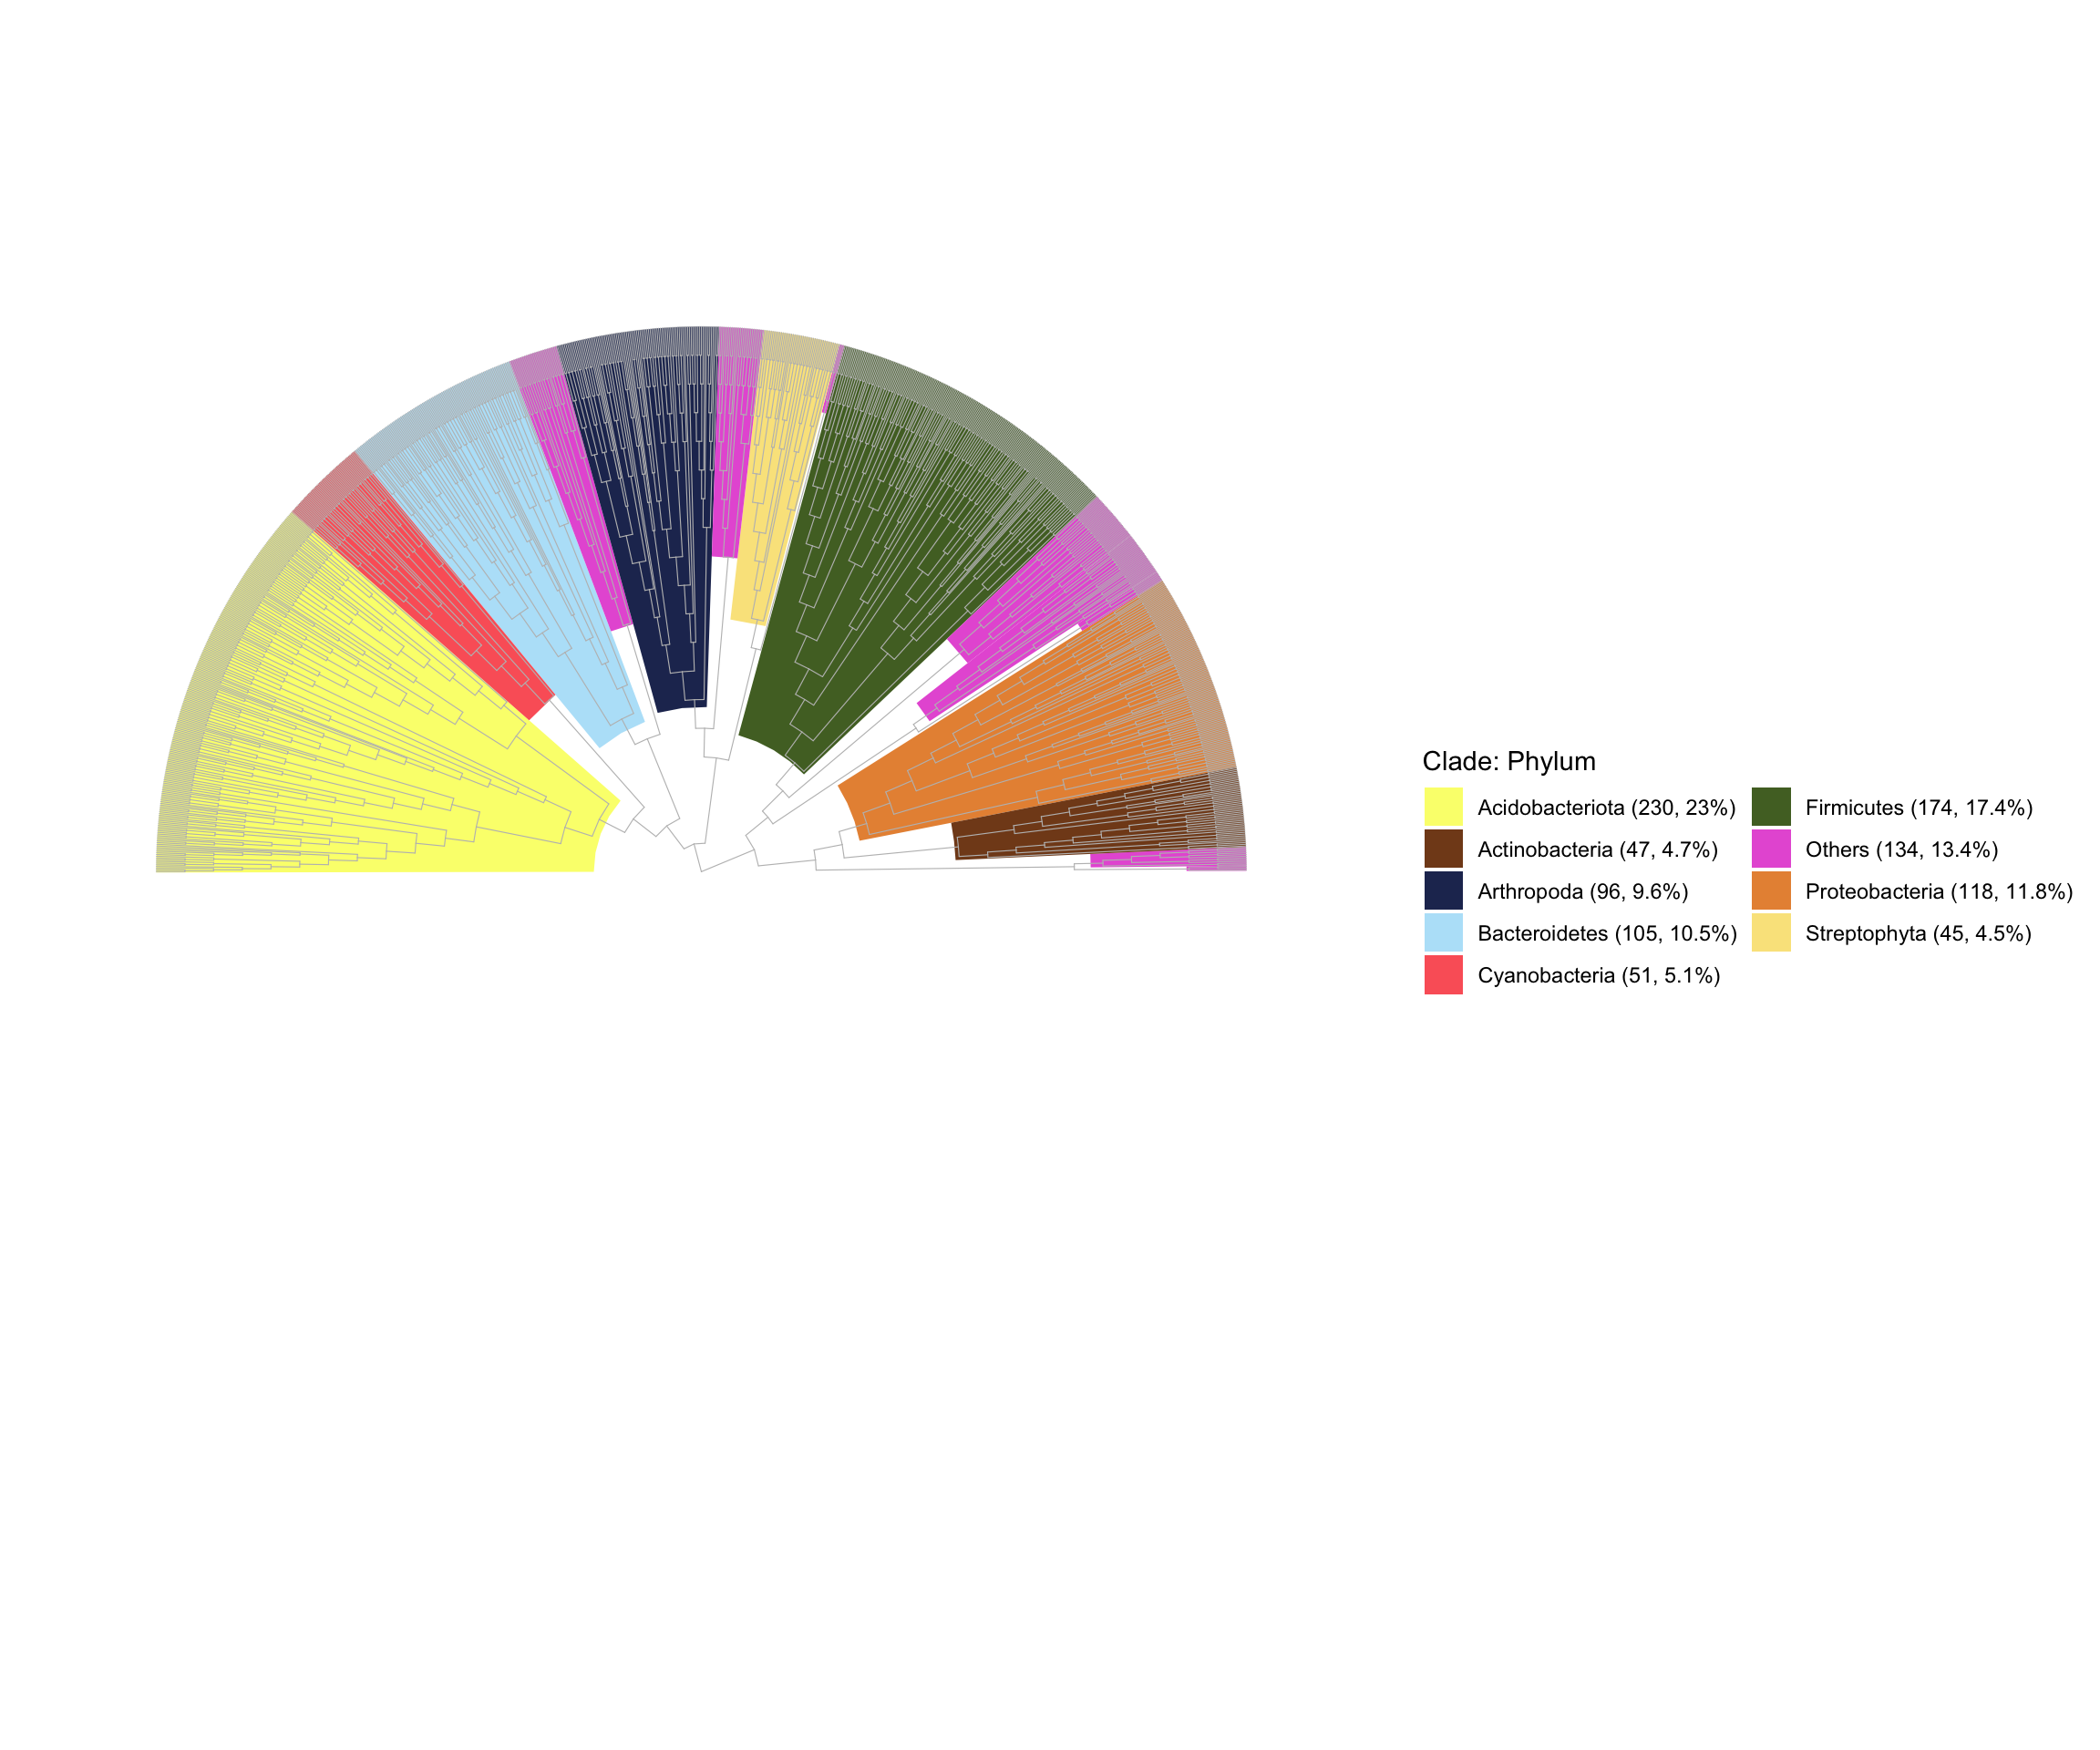 Clade: Phylum
Acidobacteriota (230, 23%)
Actinobacteria (47, 4.7%)
Arthropoda (96, 9.6%)
Bacteroidetes (105, 10.5%)
Cyanobacteria (51, 5.1%)
Firmicutes (174, 17.4%)
Others (134, 13.4%)
Proteobacteria (118, 11.8%)
Streptophyta (45, 4.5%)